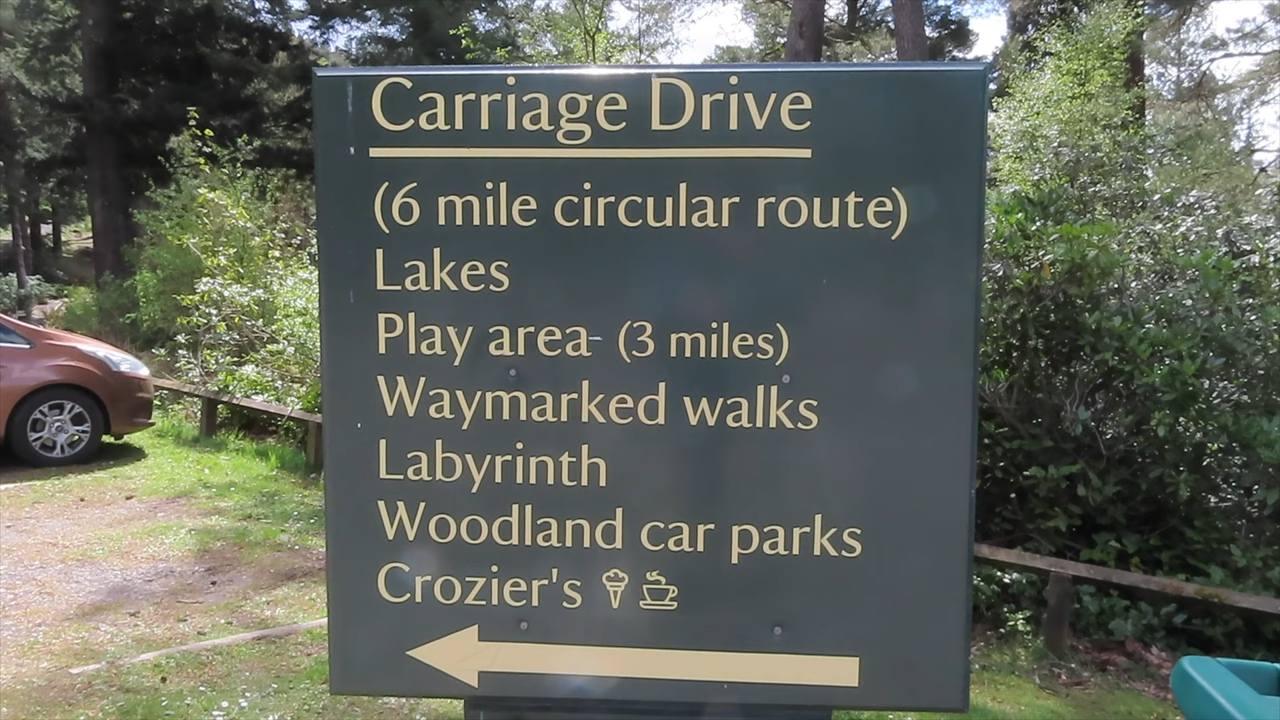 Carriage Drive
(6 mile circular route)
Lakes
Play area- (3 miles)
Waymarked walks
Labyrinth
Woodland car parks
Crozier's